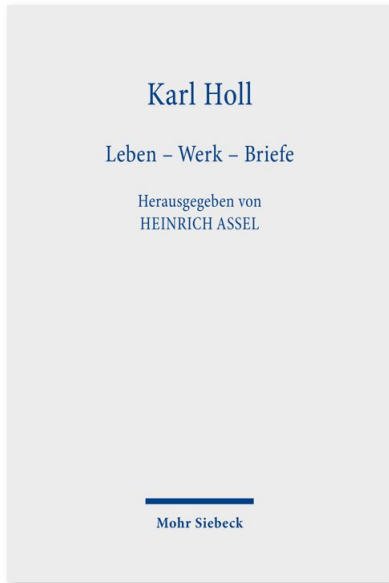 Karl Holl
Leben – Werk – Briefe
Herausgegeben von
HEINRICH ASSEL
Mohr Siebeck